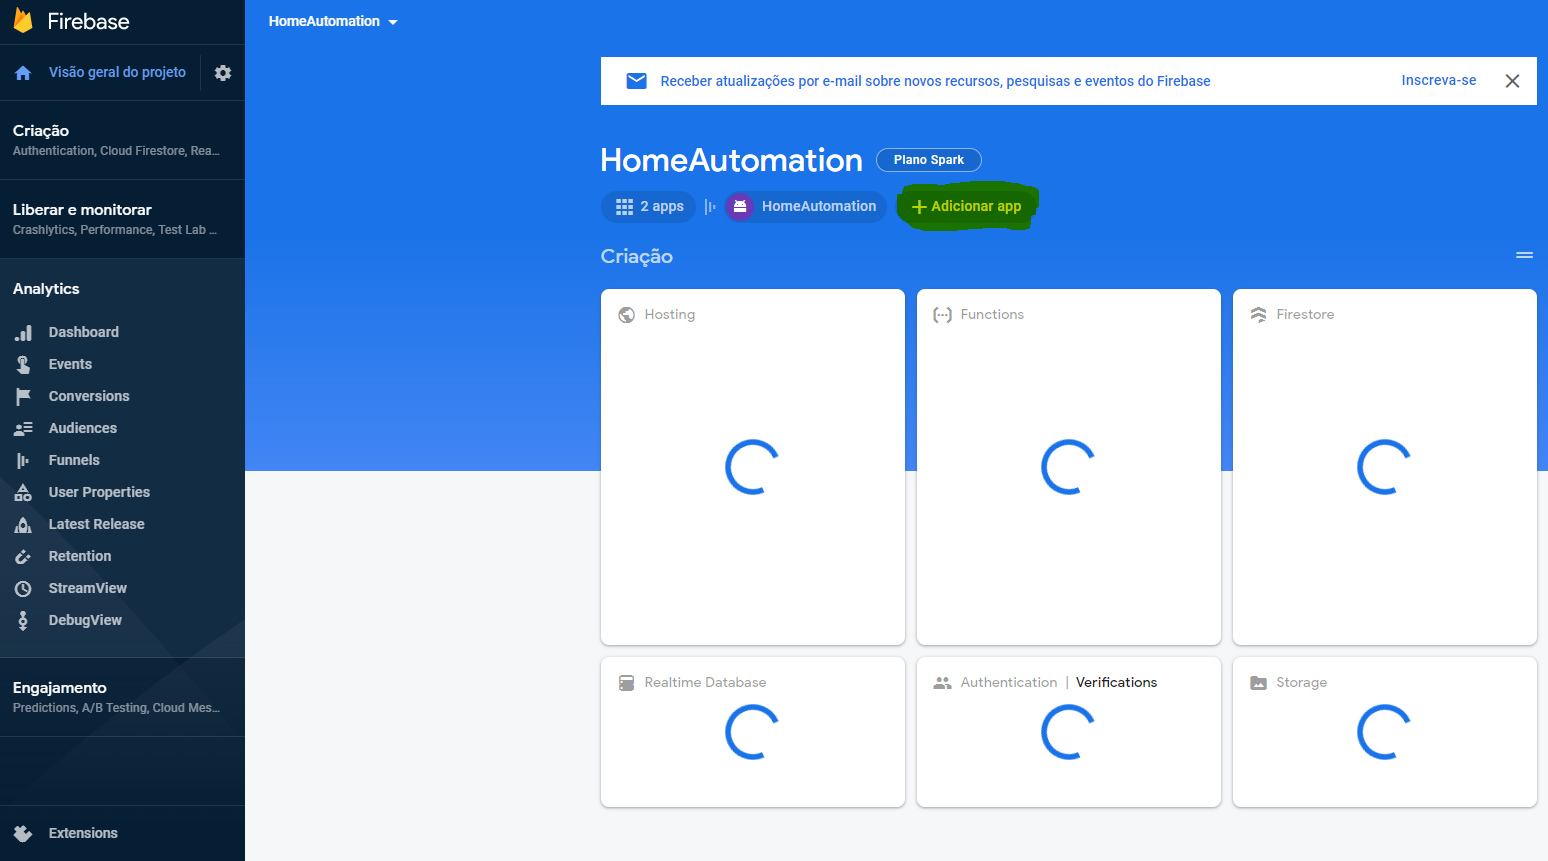 Firebase
HomeAutomation
Visão geral do projeto
Criação
Authentication, Cloud Firestore, Rea...
Liberar e monitorar
Crashlytics, Performance, Test Lab ...
Analytics
Dashboard
Events
Conversions
Audiences
Funnels
User Properties
Latest Release
Retention
StreamView
DebugView
Engajamento
Predictions, A/B Testing, Cloud Mes...
Extensions
Receber atualizações por e-mail sobre novos recursos, pesquisas e eventos do Firebase Inscreva-se
HomeAutomation Plano Spark
2 apps HomeAutomation + Adicionar app
Criação
Hosting
Functions
Firestore
Realtime Database
Authentication | Verifications
Storage